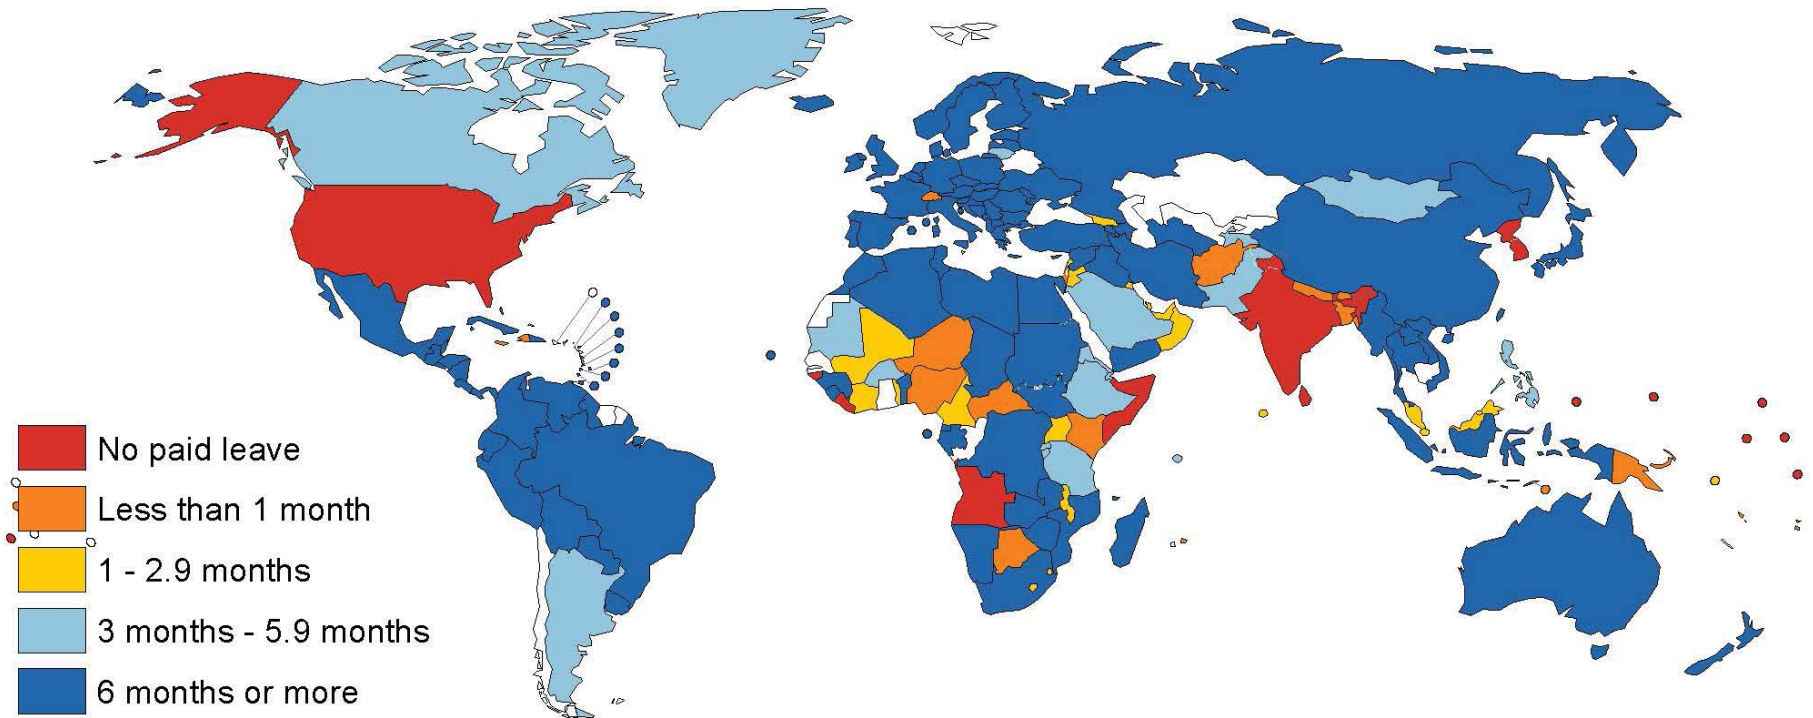 No paid leave
Less than 1 month
1 - 2.9 months
3 months - 5.9 months
6 months or more